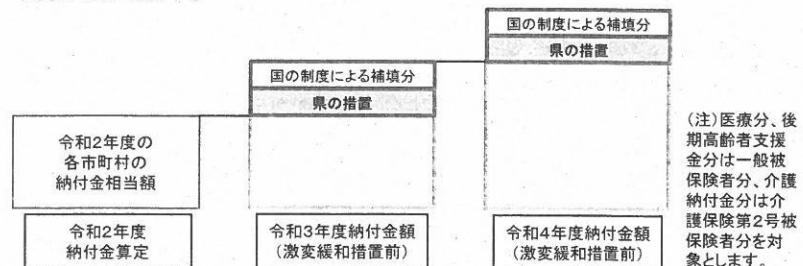 国の制度による補填分
県の措置
国の制度による補填分
県の措置
令和2年度の
各市町村の
納付金相当額
(注)医療分、後
期高齢者支援
金分は一般被
保険者分、介護
納付金分は介
護保険第2号被
保険者分を対
象とします。
令和2年度
納付金算定
令和3年度納付金額
(激変緩和措置前)
令和4年度納付金額
(激変緩和措置前)